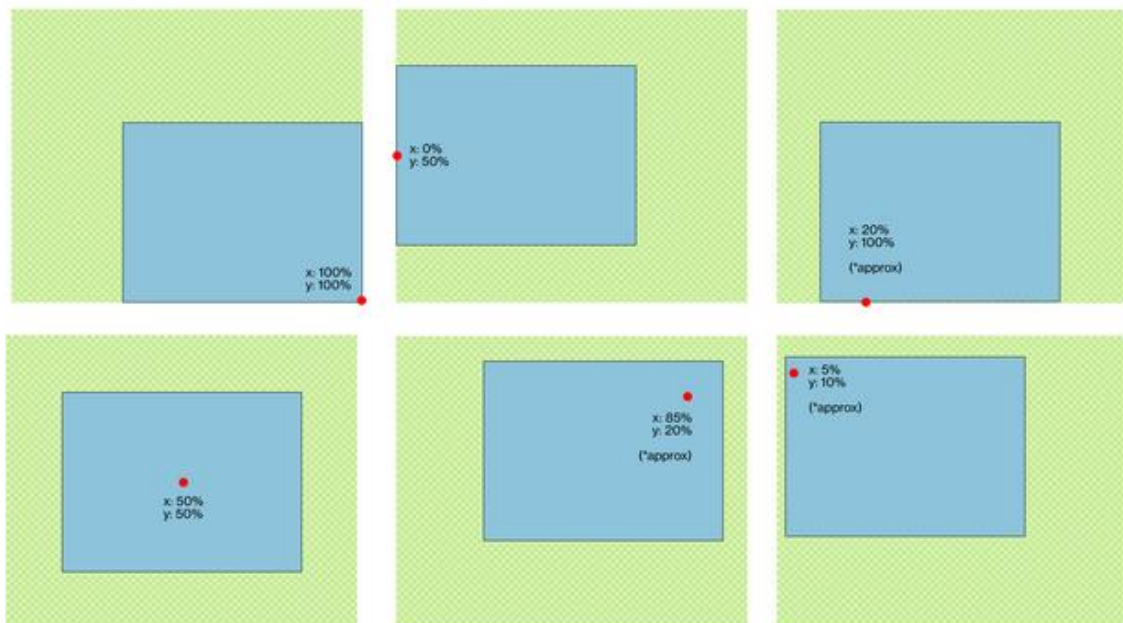 x: 100%
y: 100%
x: 0%
y: 50%
x: 20%
y: 100%
(*approx)
x: 50%
y: 50%
x: 85%
y: 20%
(*approx)
x: 5%
y: 10%
(*approx)